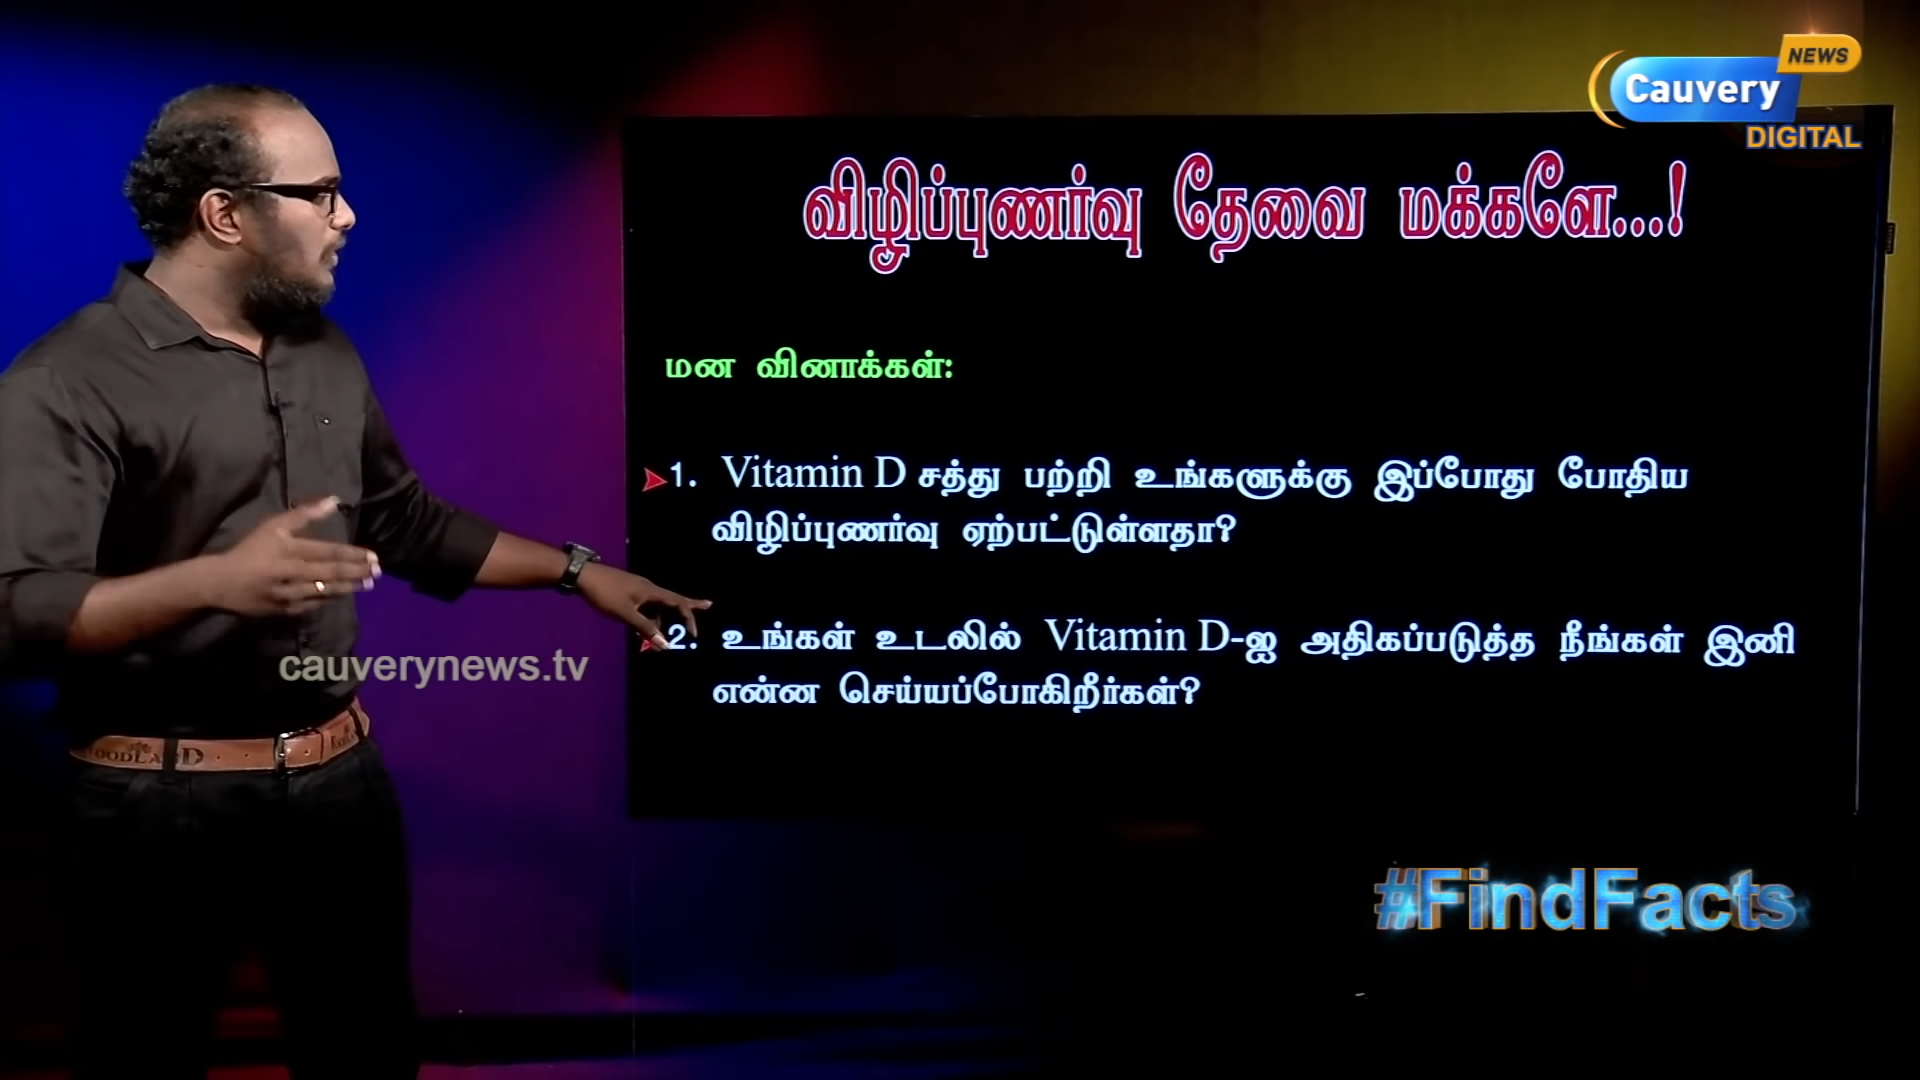 Cauvery NEWS
DIGITAL
விழிப்புணர்வு தேவை மக்களே...!
மன வினாக்கள்:
1. Vitamin D சத்து பற்றி உங்களுக்கு இப்போது போதிய
விழிப்புணர்வு ஏற்பட்டுள்ளதா?
2. உங்கள் உடலில் Vitamin D-ஐ அதிகப்படுத்த நீங்கள் இனி
என்ன செய்யப்போகிறீர்கள்?
cauverynews.tv
#FindFacts